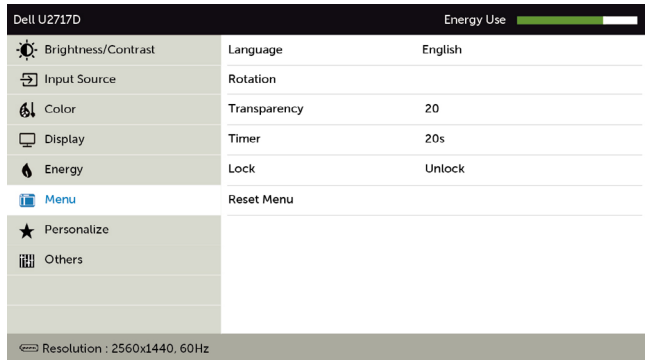 Dell U2717D Energy Use
Brightness/Contrast Language English
Input Source Rotation
Color Transparency 20
Display Timer 20s
Energy Lock Unlock
Menu Reset Menu
Personalize
Others
Resolution : 2560x1440, 60Hz